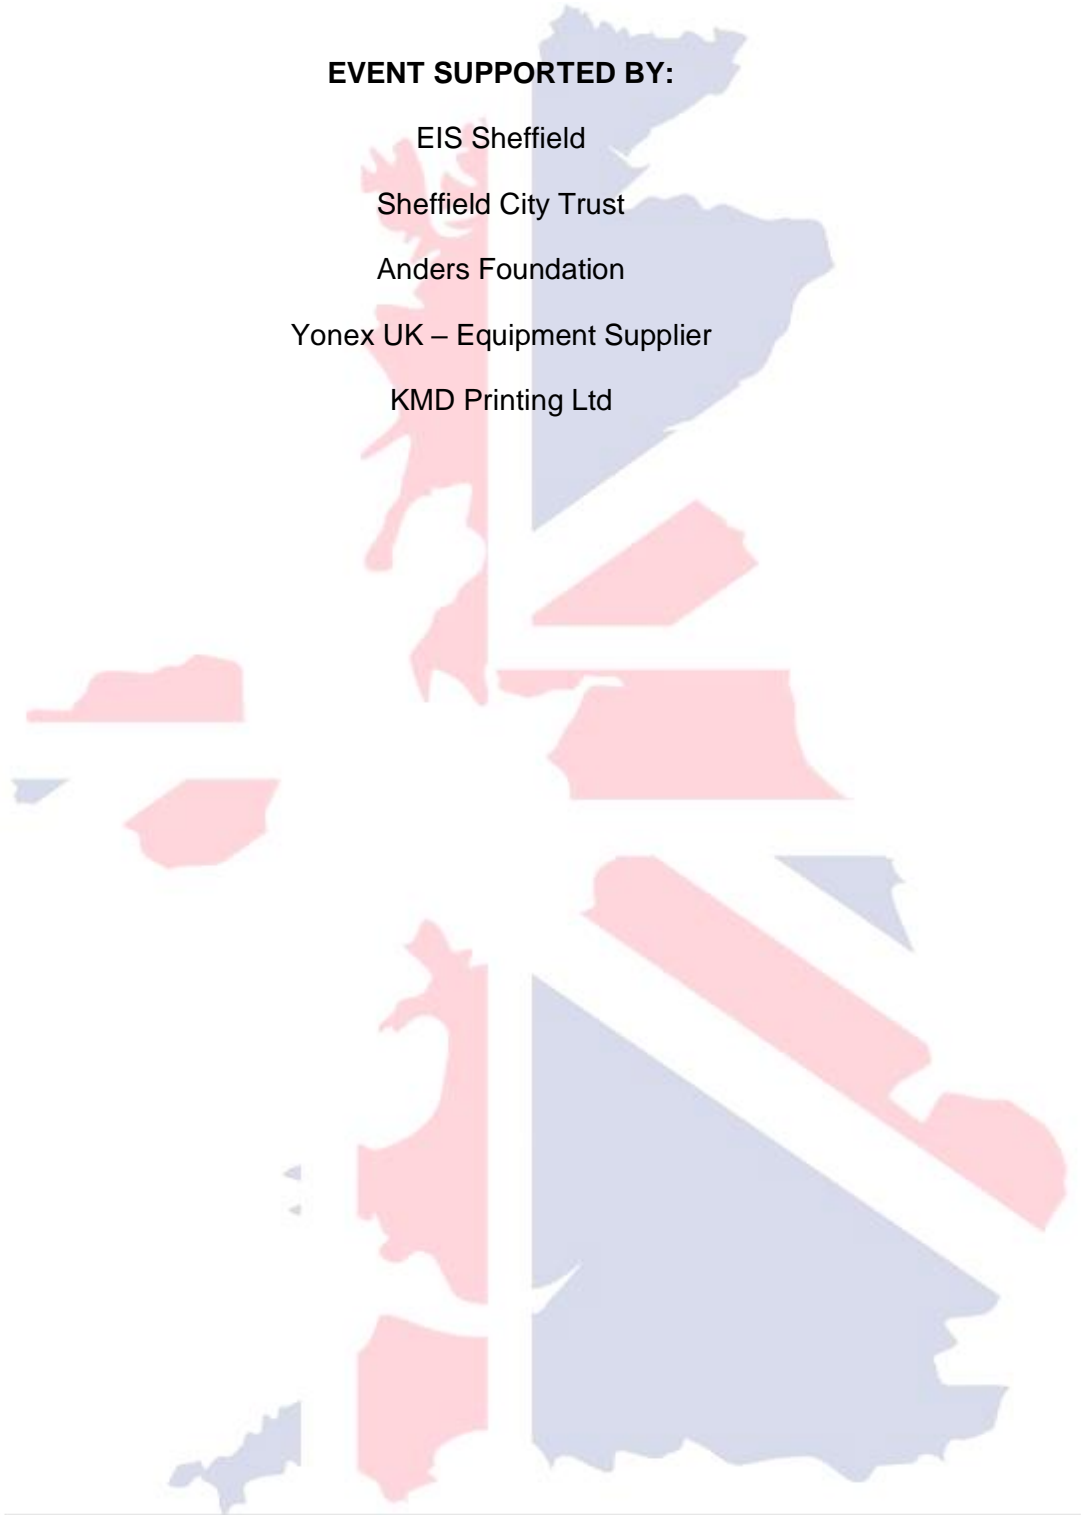 EVENT SUPPORTED BY:
EIS Sheffield
Sheffield City Trust
Anders Foundation
Yonex UK – Equipment Supplier
KMD Printing Ltd